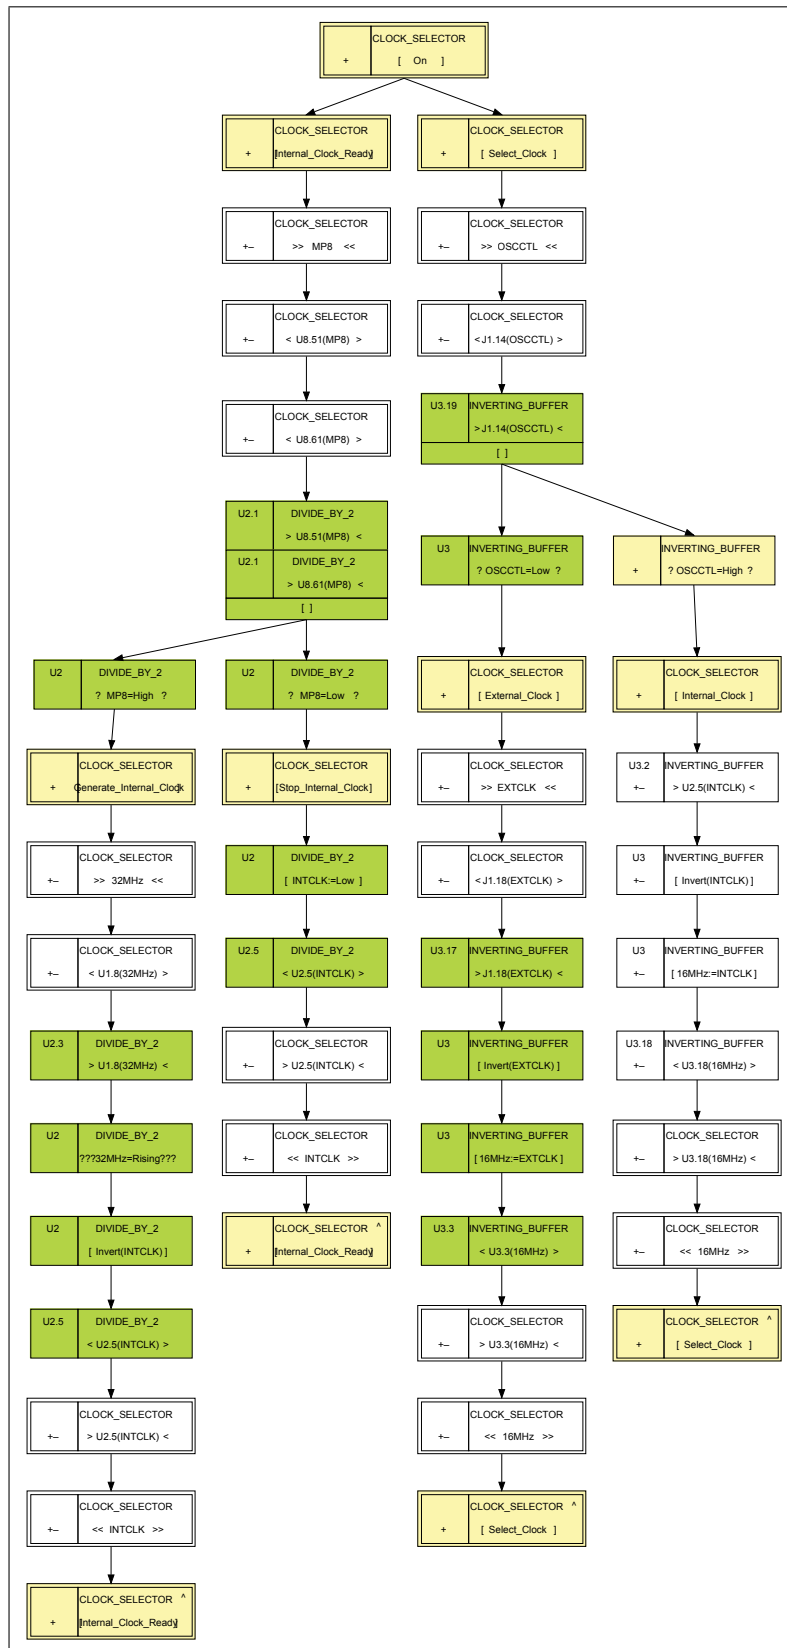 CLOCK_SELECTOR
+ [ On ]
CLOCK_SELECTOR
+ [Internal_Clock_Ready]
CLOCK_SELECTOR
+ [ Select_Clock ]
CLOCK_SELECTOR
+– >> MP8 <<
CLOCK_SELECTOR
+– >> OSCCTL <<
CLOCK_SELECTOR
+– < U8.51(MP8) >
CLOCK_SELECTOR
+– < J1.14(OSCCTL) >
CLOCK_SELECTOR
+– < U8.61(MP8) >
U3.19 INVERTING_BUFFER
> J1.14(OSCCTL) <
[ ]
U2.1 DIVIDE_BY_2
> U8.51(MP8) <
U2.1 DIVIDE_BY_2
> U8.61(MP8) <
[ ]
U3 INVERTING_BUFFER
? OSCCTL=Low ?
INVERTING_BUFFER
+ ? OSCCTL=High ?
U2 DIVIDE_BY_2
? MP8=High ?
U2 DIVIDE_BY_2
? MP8=Low ?
CLOCK_SELECTOR
+ [ External_Clock ]
CLOCK_SELECTOR
+ [ Internal_Clock ]
CLOCK_SELECTOR
+ Generate_Internal_Clock]
CLOCK_SELECTOR
+ [Stop_Internal_Clock]
CLOCK_SELECTOR
+– >> EXTCLK <<
U3.2 INVERTING_BUFFER
+– > U2.5(INTCLK) <
CLOCK_SELECTOR
+– >> 32MHz <<
U2 DIVIDE_BY_2
[ INTCLK:=Low ]
CLOCK_SELECTOR
+– < J1.18(EXTCLK) >
U3 INVERTING_BUFFER
+– [ Invert(INTCLK) ]
CLOCK_SELECTOR
+– < U1.8(32MHz) >
U2.5 DIVIDE_BY_2
< U2.5(INTCLK) >
U3.17 INVERTING_BUFFER
> J1.18(EXTCLK) <
U3 INVERTING_BUFFER
+– [ 16MHz:=INTCLK ]
U2.3 DIVIDE_BY_2
> U1.8(32MHz) <
CLOCK_SELECTOR
+– > U2.5(INTCLK) <
U3 INVERTING_BUFFER
[ Invert(EXTCLK) ]
U3.18 INVERTING_BUFFER
+– < U3.18(16MHz) >
U2 DIVIDE_BY_2
???32MHz=Rising???
CLOCK_SELECTOR
+– << INTCLK >>
U3 INVERTING_BUFFER
[ 16MHz:=EXTCLK ]
CLOCK_SELECTOR
+– > U3.18(16MHz) <
U2 DIVIDE_BY_2
[ Invert(INTCLK) ]
CLOCK_SELECTOR ^
+ [Internal_Clock_Ready]
U3.3 INVERTING_BUFFER
< U3.3(16MHz) >
CLOCK_SELECTOR
+– << 16MHz >>
U2.5 DIVIDE_BY_2
< U2.5(INTCLK) >
CLOCK_SELECTOR
+– > U3.3(16MHz) <
CLOCK_SELECTOR ^
+ [ Select_Clock ]
CLOCK_SELECTOR
+– > U2.5(INTCLK) <
CLOCK_SELECTOR
+– << 16MHz >>
CLOCK_SELECTOR
+– << INTCLK >>
CLOCK_SELECTOR ^
+ [ Select_Clock ]
CLOCK_SELECTOR ^
+ [Internal_Clock_Ready]